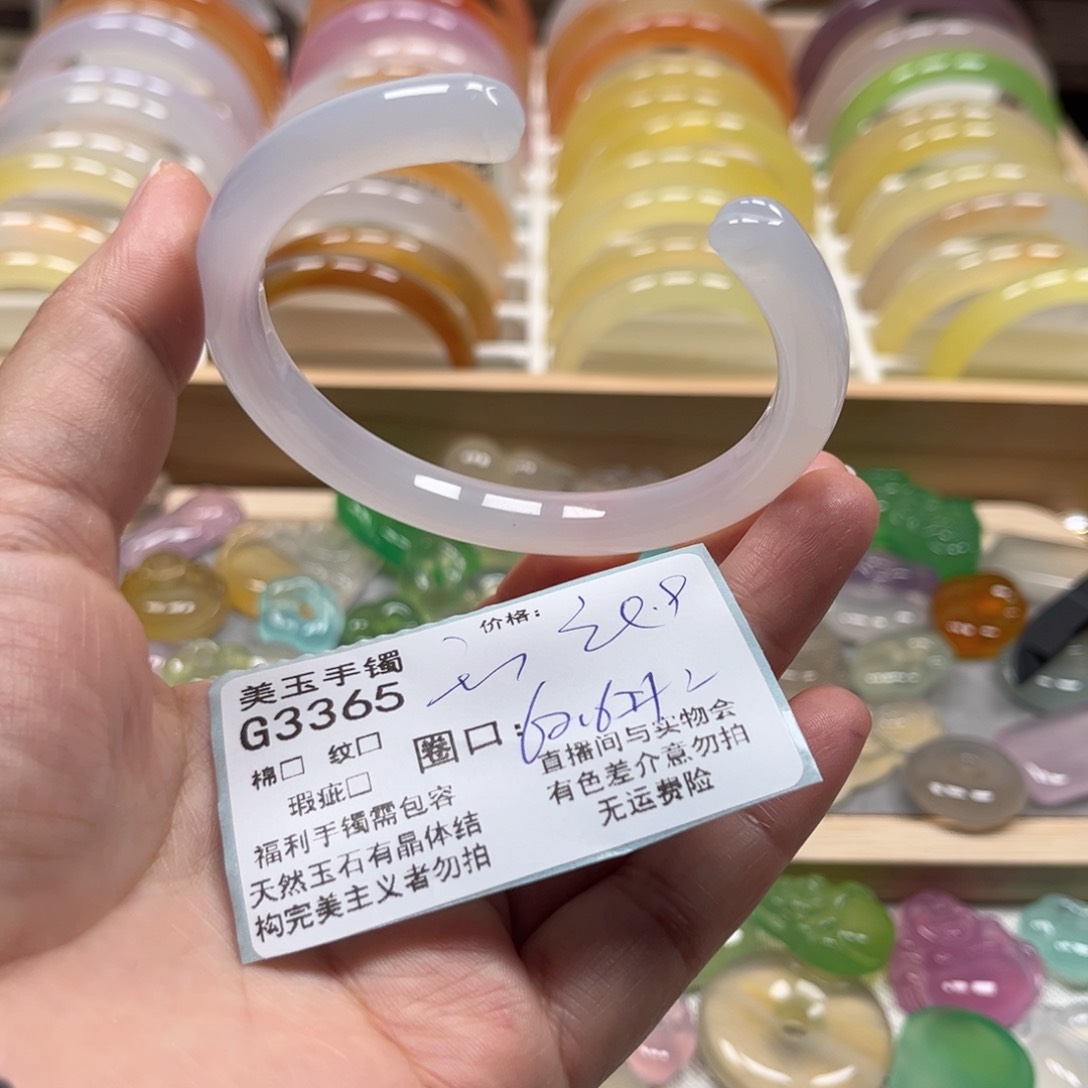 价格:
美玉手镯
G3365
棉□ 纹□ 圈口:
瑕疵□
福利手镯需包容
天然玉石有晶体结
构完美主义者勿拍
直播间与实物会
有色差介意勿拍
无运费险